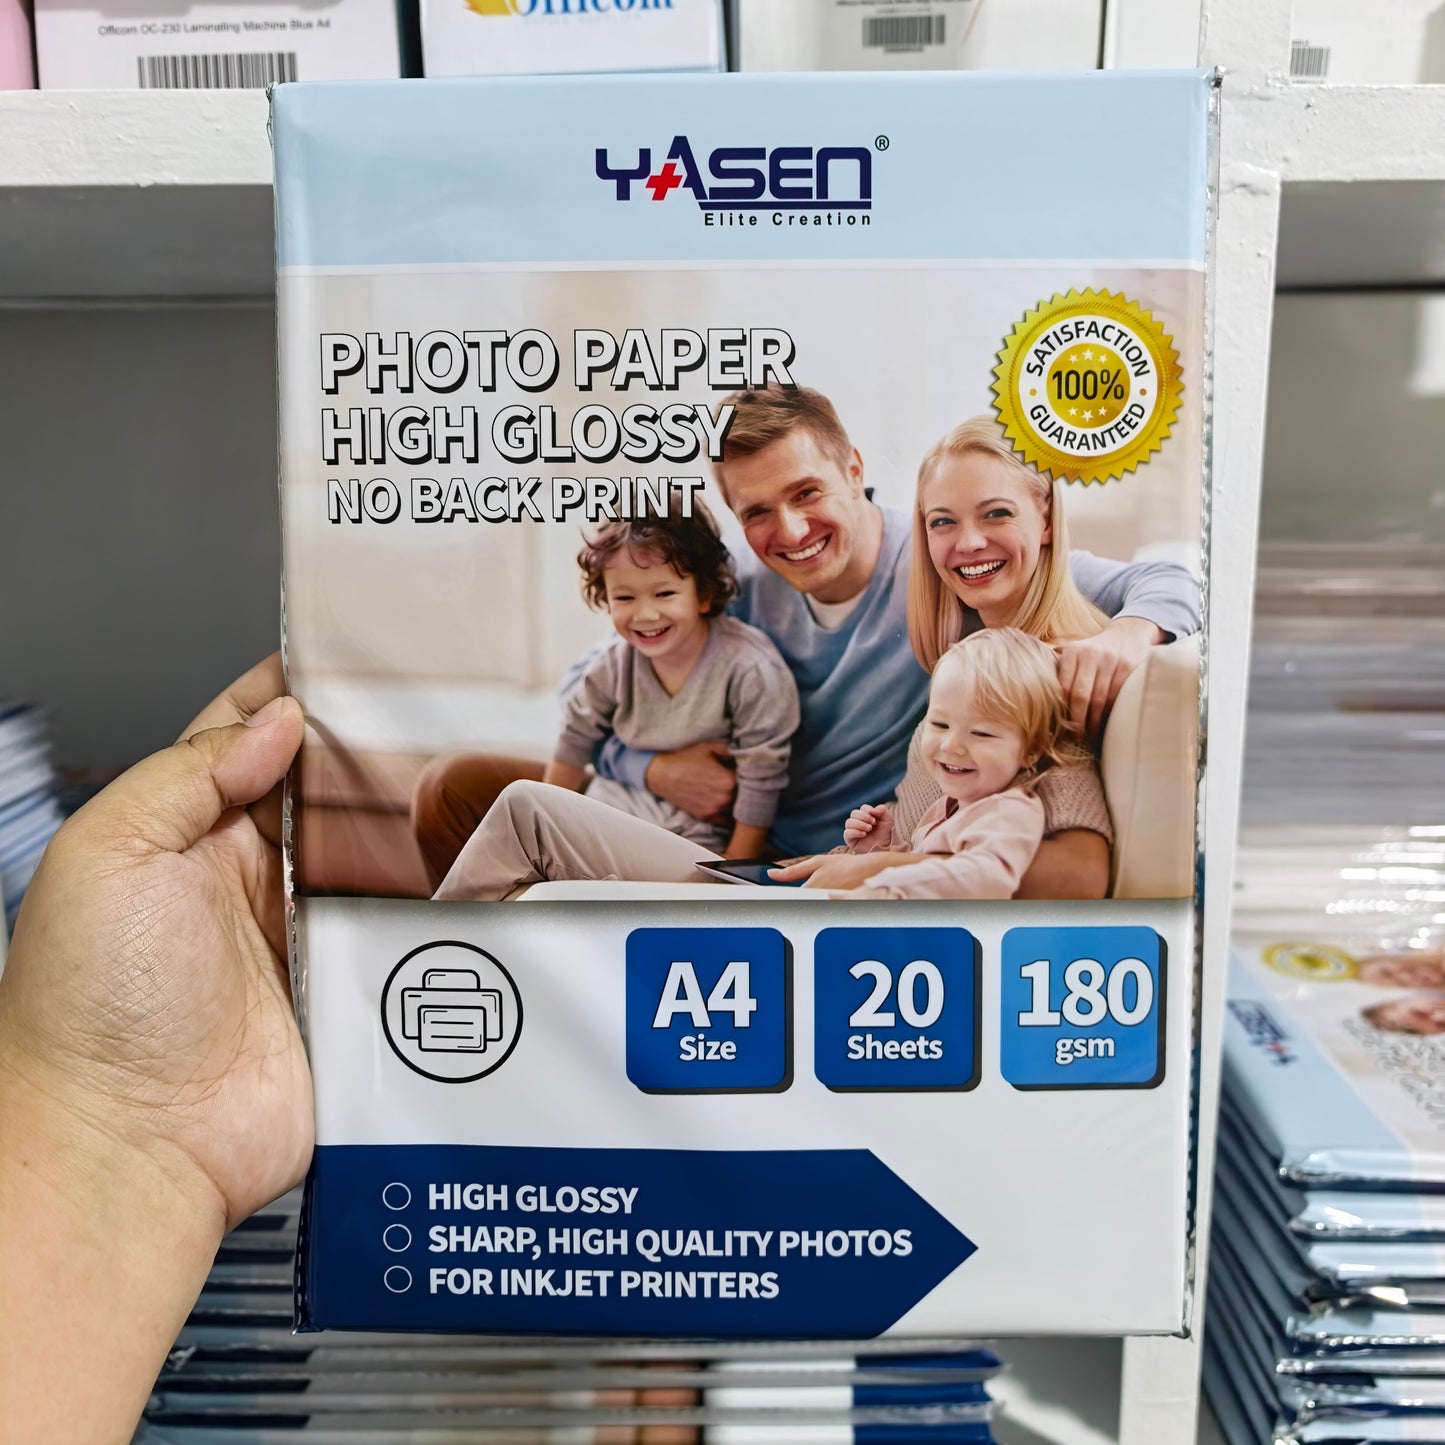 Officom OC-230 Laminating Machine Blue A4
Officom
YASEN®
Elite Creation
PHOTO PAPER
HIGH GLOSSY
NO BACK PRINT
SATISFACTION
100%
GUARANTEED
A4
Size
20
Sheets
180
gsm
HIGH GLOSSY
SHARP, HIGH QUALITY PHOTOS
FOR INKJET PRINTERS